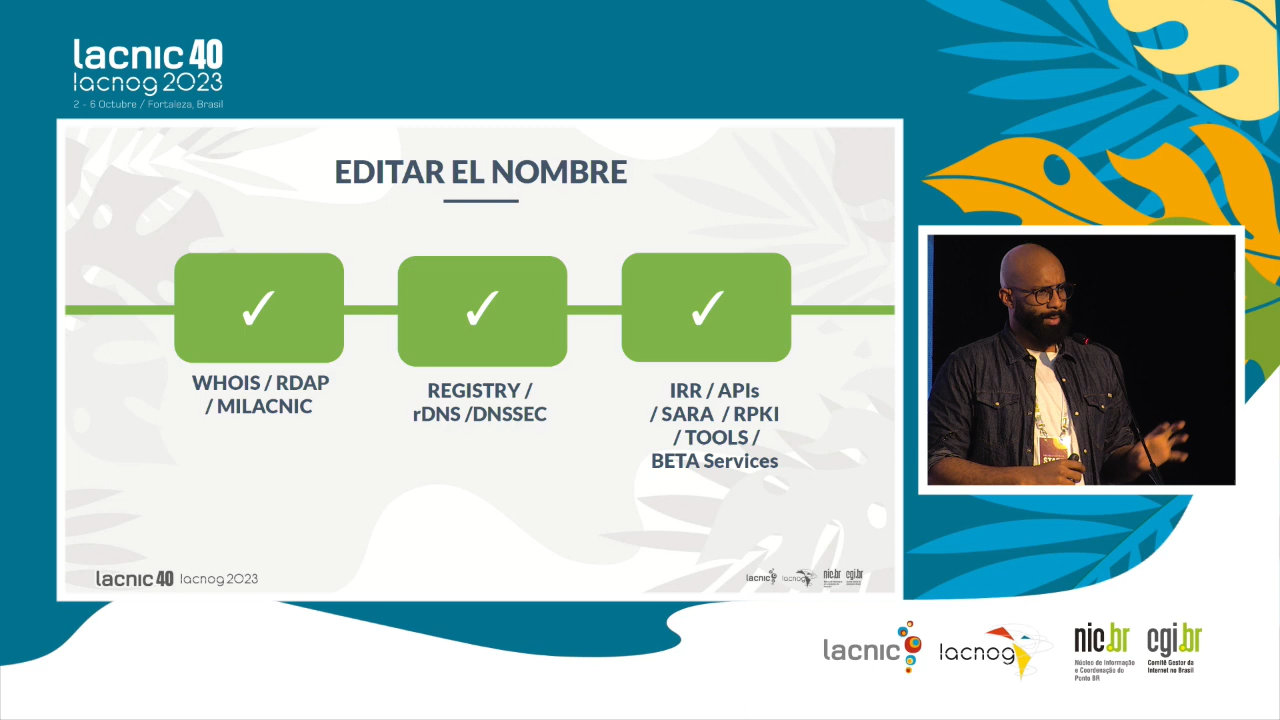 lacnic 40
lacnog 2023
2 - 6 Octubre / Fortaleza, Brasil
EDITAR EL NOMBRE
✓
✓
✓
WHOIS / RDAP
/ MILACNIC
REGISTRY /
rDNS /DNSSEC
IRR / APIs
/ SARA / RPKI
/ TOOLS /
BETA Services
lacnic 40 lacnog 2023
lacnic
lacnog
nic.br
cgi.br
lacnic
lacnog
nic.br
Núcleo de Informação
e Coordenação do
Ponto BR
cgi.br
Comitê Gestor da
Internet no Brasil